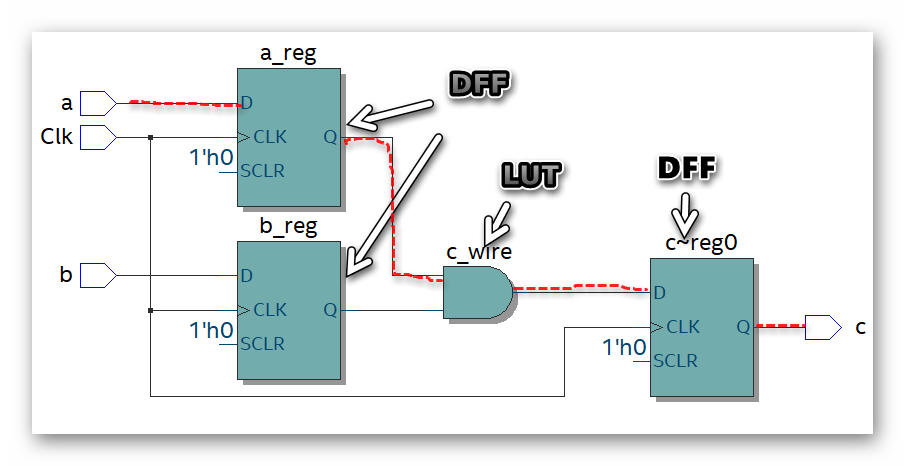 a_reg
DFF
a
D
Clk
CLK
Q
1'h0
SCLR
LUT
DFF
b_reg
c_wire
c~reg0
b
D
D
CLK
Q
1'h0
SCLR
CLK
Q
c
1'h0
SCLR